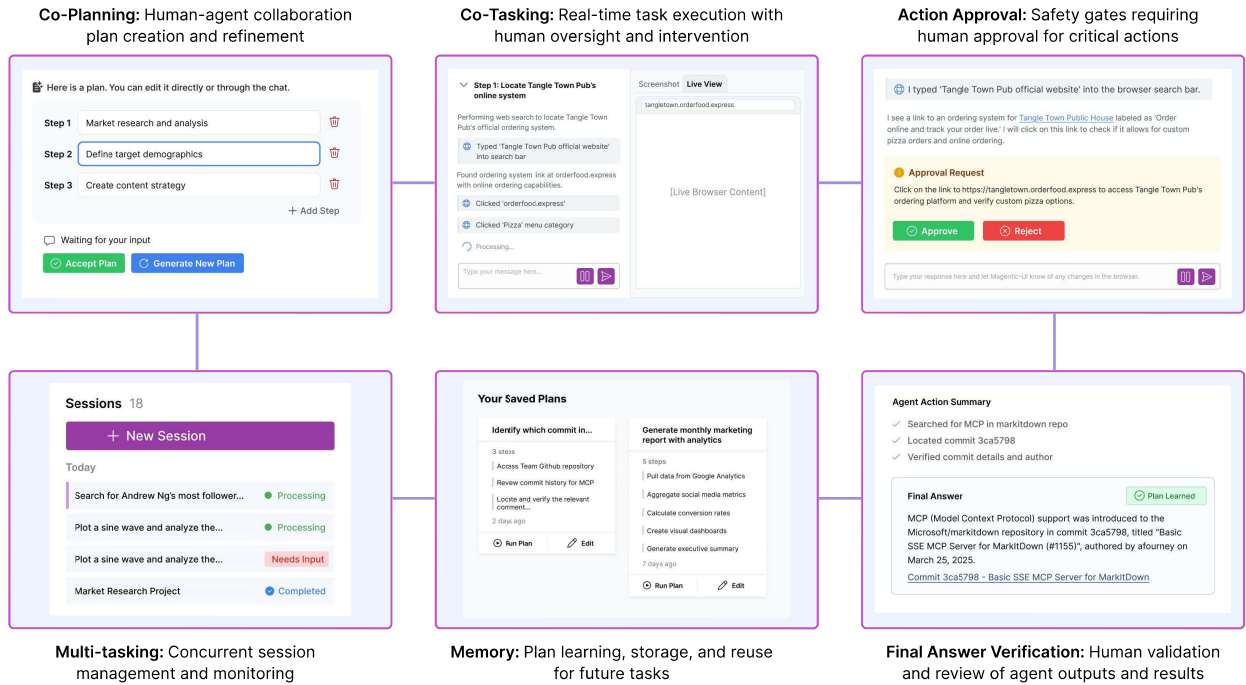 Co-Planning: Human-agent collaboration
plan creation and refinement
Co-Tasking: Real-time task execution with
human oversight and intervention
Action Approval: Safety gates requiring
human approval for critical actions
Here is a plan. You can edit it directly or through the chat.
Step 1 Market research and analysis
Step 2 Define target demographics
Step 3 Create content strategy
+ Add Step
Waiting for your input
Accept Plan
Generate New Plan
Step 1: Locate Tangle Town Pub's
online system
Performing web search to locate Tangle Town
Pub's official ordering system.
Typed 'Tangle Town Pub official website'
into search bar
Found ordering system ink at orderfood.express
with online ordering capabilities.
Clicked 'orderfood.express'
Clicked 'Pizza' menu category
Processing...
Type your message here...
Screenshot Live View
tangletown.orderfood.express
[Live Browser Content]
I typed 'Tangle Town Pub official website' into the browser search bar.
I see a link to an ordering system for Tangle Town Public House labeled as 'Order
online and track your order live.' I will click on this link to check if it allows for custom
pizza orders and online ordering.
Approval Request
Click on the link to https://tangletown.orderfood.express to access Tangle Town Pub's
ordering platform and verify custom pizza options.
Approve
Reject
Type your response here and let Magentic-UI know of any changes in the browser.
Sessions 18
+ New Session
Today
Search for Andrew Ng's most follower... Processing
Plot a sine wave and analyze the... Processing
Plot a sine wave and analyze the... Needs Input
Market Research Project Completed
Your Saved Plans
Identify which commit in...
3 steps
Access Team Github repository
Revew commit history for MCP
Locate and verify the relevant
comment...
2 days ago
Run Plan Edit
Generate monthly marketing
report with analytics
5 steps
Pull data from Google Analytics
Aggregate social media metrics
Calculate conversion rates
Create visual dashboards
Generate executive summary
7 days ago
Run Plan Edit
Agent Action Summary
Searched for MCP in markitdown repo
Located commit 3ca5798
Verified commit details and author
Final Answer
Plan Learned
MCP (Model Context Protocol) support was introduced to the
Microsoft/markitdown repository in commit 3ca5798, titled "Basic
SSE MCP Server for MarkItDown (#1155)", authored by afourney on
March 25, 2025.
Commit 3ca5798 - Basic SSE MCP Server for MarkItDown
Multi-tasking: Concurrent session
management and monitoring
Memory: Plan learning, storage, and reuse
for future tasks
Final Answer Verification: Human validation
and review of agent outputs and results